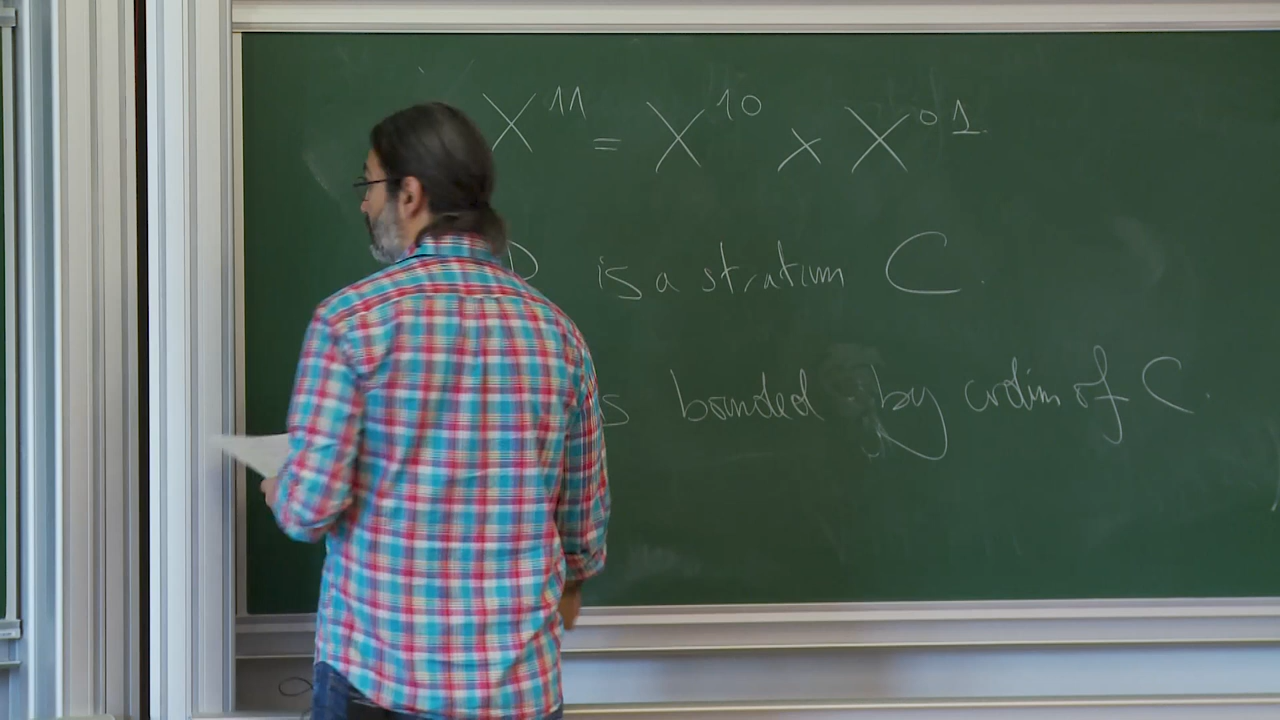 X^11 = X^10 × X^01.
is a stratum C.
bounded by codim of C.